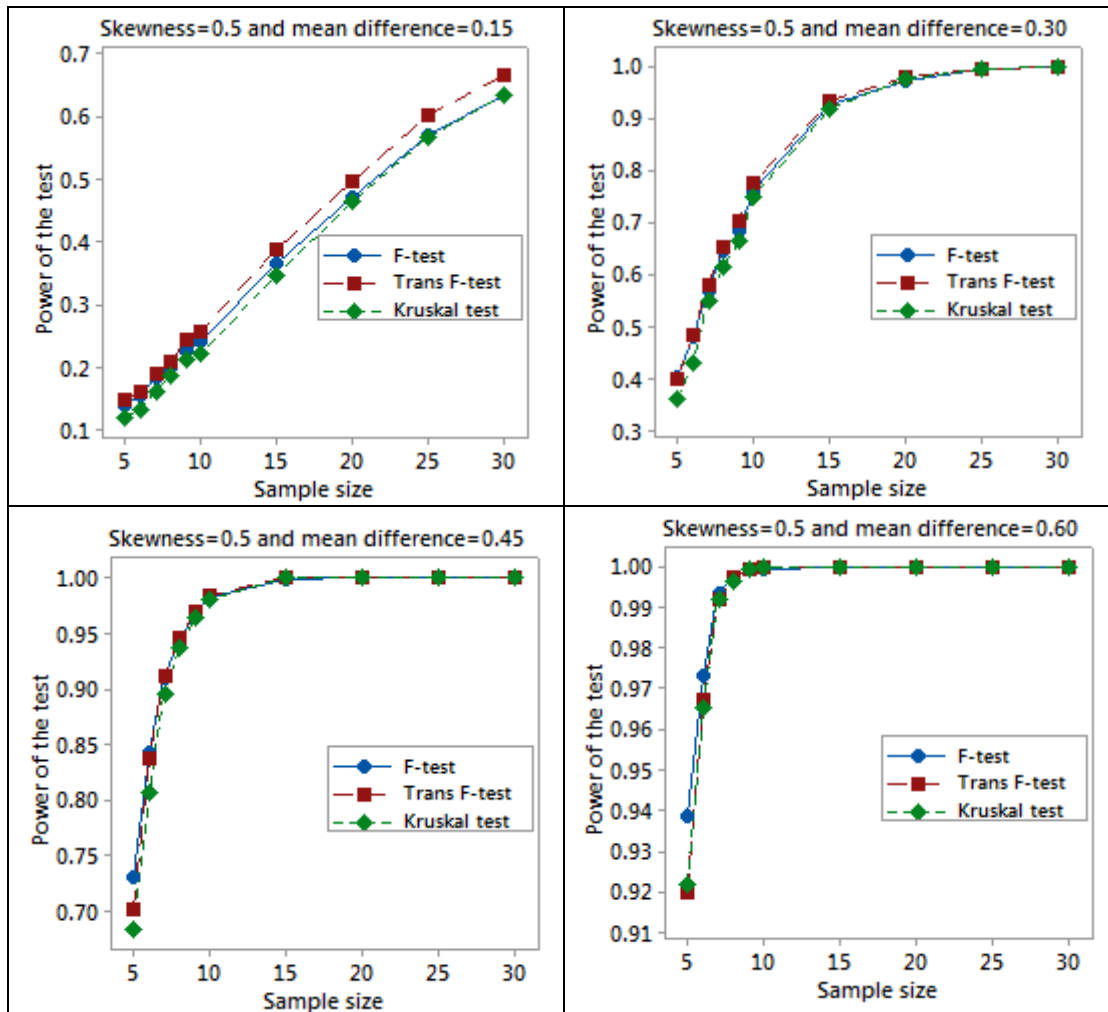 Skewness=0.5 and mean difference=0.15
0.7
0.6
0.5
0.4
0.3
0.2
0.1
Power of the test
F-test
Trans F-test
Kruskal test
5 10 15 20 25 30
Sample size
Skewness=0.5 and mean difference=0.30
1.0
0.9
0.8
0.7
0.6
0.5
0.4
0.3
Power of the test
F-test
Trans F-test
Kruskal test
5 10 15 20 25 30
Sample size
Skewness=0.5 and mean difference=0.45
1.00
0.95
0.90
0.85
0.80
0.75
0.70
Power of the test
F-test
Trans F-test
Kruskal test
5 10 15 20 25 30
Sample size
Skewness=0.5 and mean difference=0.60
1.00
0.99
0.98
0.97
0.96
0.95
0.94
0.93
0.92
0.91
Power of the test
F-test
Trans F-test
Kruskal test
5 10 15 20 25 30
Sample size